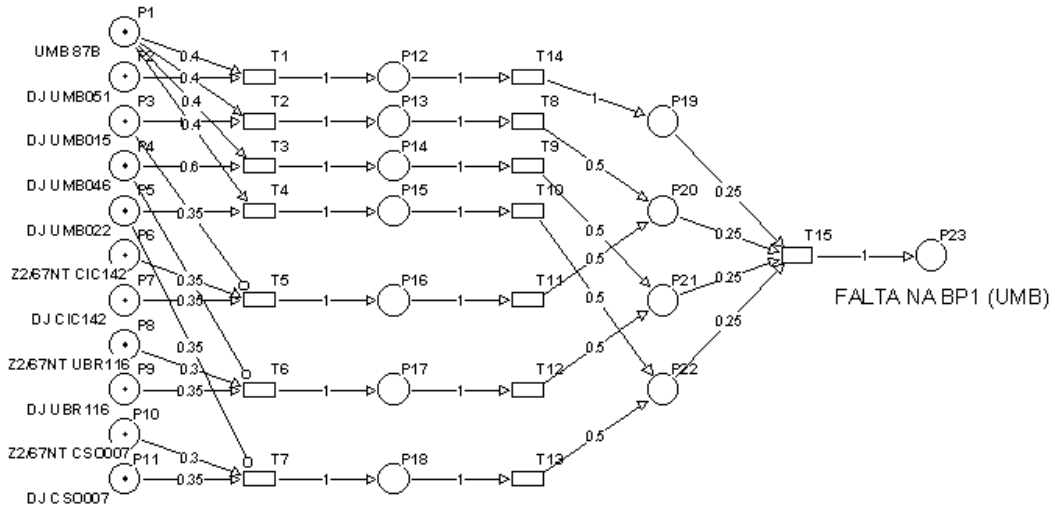 P1
UMB 87B
0.4
T1
1
P12
1
T14
1
P19
P2
0.4
DJ UMB051
P3
0.4
T2
1
P13
1
T8
DJ UMB015
P4
0.4
0.6
T3
1
P14
1
T9
0.5
0.25
DJ UMB046
P5
0.35
T4
1
P15
1
T10
P20
0.25
DJ UMB022
P6
0.5
T15
1
P23
Z2/67NT CIC142
P7
0.35
0.35
T5
1
P16
1
T11
0.5
0.5
P21
0.25
FALTA NA BP1 (UMB)
DJ CIC142
P8
0.35
0.25
Z2/67NT UBR116
P9
0.3
0.35
T6
1
P17
1
T12
0.5
P22
DJ UBR116
P10
Z2/67NT CSO007
P11
0.3
0.35
T7
1
P18
1
T13
0.5
DJ CSO007